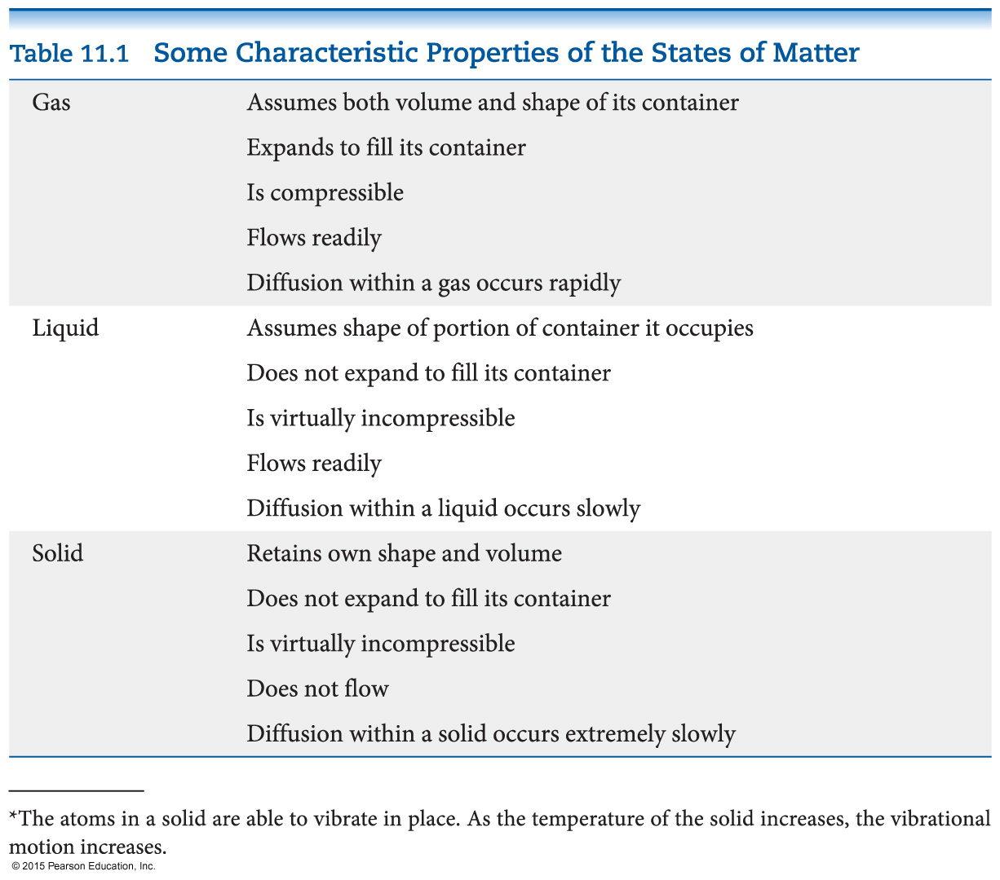 Table 11.1 Some Characteristic Properties of the States of Matter
Gas Assumes both volume and shape of its container
Expands to fill its container
Is compressible
Flows readily
Diffusion within a gas occurs rapidly
Liquid Assumes shape of portion of container it occupies
Does not expand to fill its container
Is virtually incompressible
Flows readily
Diffusion within a liquid occurs slowly
Solid Retains own shape and volume
Does not expand to fill its container
Is virtually incompressible
Does not flow
Diffusion within a solid occurs extremely slowly
*The atoms in a solid are able to vibrate in place. As the temperature of the solid increases, the vibrational
motion increases.
© 2015 Pearson Education, Inc.